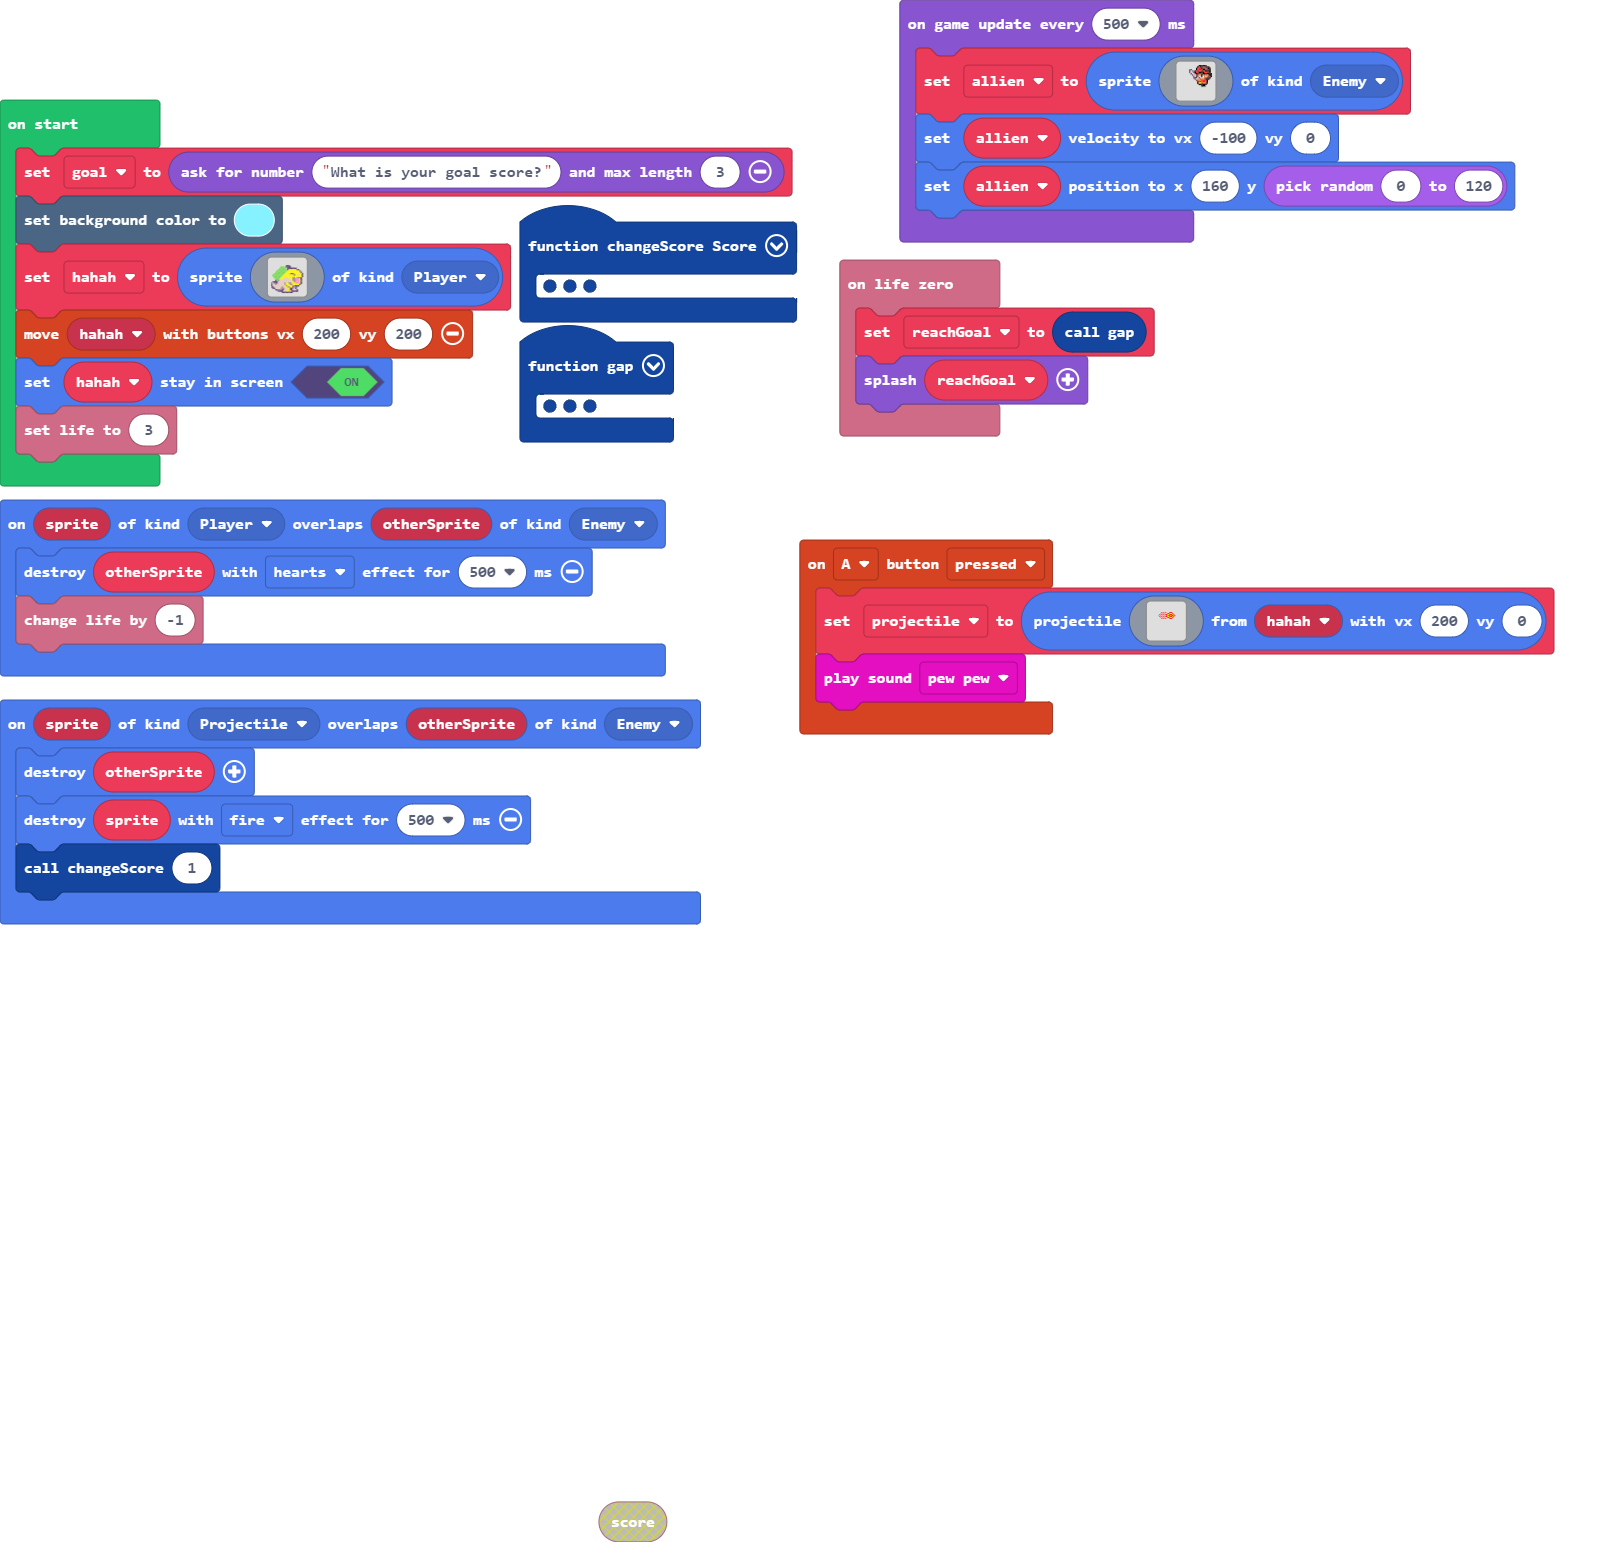 on start
set goal to ask for number "What is your goal score?" and max length 3
set background color to
set hahah to sprite of kind Player
move hahah with buttons vx 200 vy 200
set hahah stay in screen ON
set life to 3
function changeScore Score
function gap
on game update every 500 ms
set allien to sprite of kind Enemy
set allien velocity to vx -100 vy 0
set allien position to x 160 y pick random 0 to 120
on life zero
set reachGoal to call gap
splash reachGoal
on sprite of kind Player overlaps otherSprite of kind Enemy
destroy otherSprite with hearts effect for 500 ms
change life by -1
on A button pressed
set projectile to projectile from hahah with vx 200 vy 0
play sound pew pew
on sprite of kind Projectile overlaps otherSprite of kind Enemy
destroy otherSprite
destroy sprite with fire effect for 500 ms
call changeScore 1
score